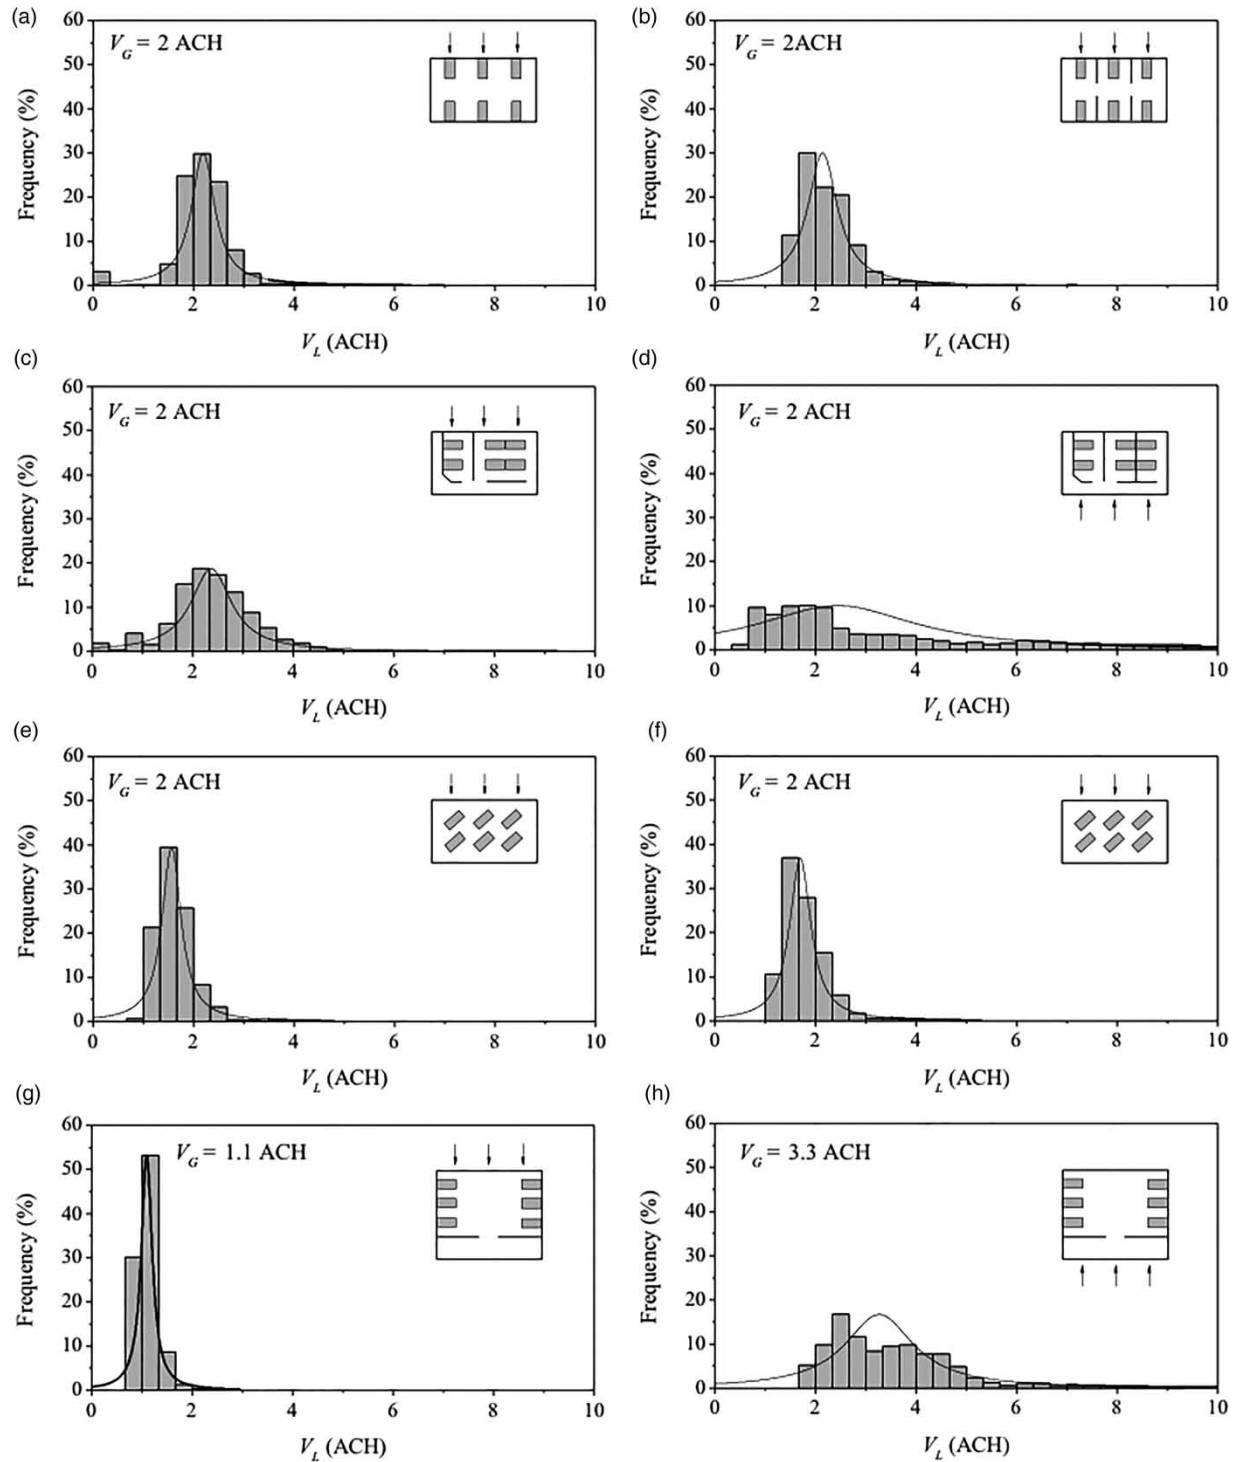 (a)
V_G = 2 ACH
Frequency (%)
60
50
40
30
20
10
0
0 2 4 6 8 10
V_L (ACH)
(b)
V_G = 2ACH
Frequency (%)
60
50
40
30
20
10
0
0 2 4 6 8 10
V_L (ACH)
(c)
V_G = 2 ACH
Frequency (%)
60
50
40
30
20
10
0
0 2 4 6 8 10
V_L (ACH)
(d)
V_G = 2 ACH
Frequency (%)
60
50
40
30
20
10
0
0 2 4 6 8 10
V_L (ACH)
(e)
V_G = 2 ACH
Frequency (%)
60
50
40
30
20
10
0
0 2 4 6 8 10
V_L (ACH)
(f)
V_G = 2 ACH
Frequency (%)
60
50
40
30
20
10
0
0 2 4 6 8 10
V_L (ACH)
(g)
V_G = 1.1 ACH
Frequency (%)
60
50
40
30
20
10
0
0 2 4 6 8 10
V_L (ACH)
(h)
V_G = 3.3 ACH
Frequency (%)
60
50
40
30
20
10
0
0 2 4 6 8 10
V_L (ACH)